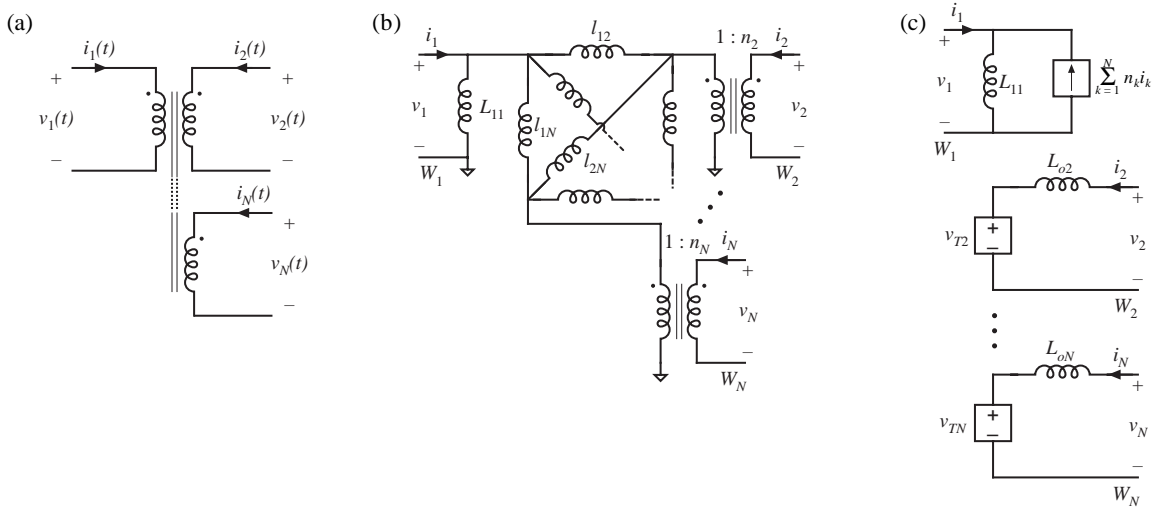 (a)
i1(t)
i2(t)
+
+
v1(t)
v2(t)
–
–
iN(t)
+
vN(t)
–
(b)
i1
l12
1 : n2
i2
+
+
v1
L11
l1N
v2
l2N
–
–
W1
W2
1 : nN
iN
+
vN
–
WN
(c)
i1
+
v1
L11
N
∑ nk ik
k = 1
–
W1
Lo2
i2
+
+
vT2
–
v2
–
W2
LoN
iN
+
+
vTN
–
vN
–
WN